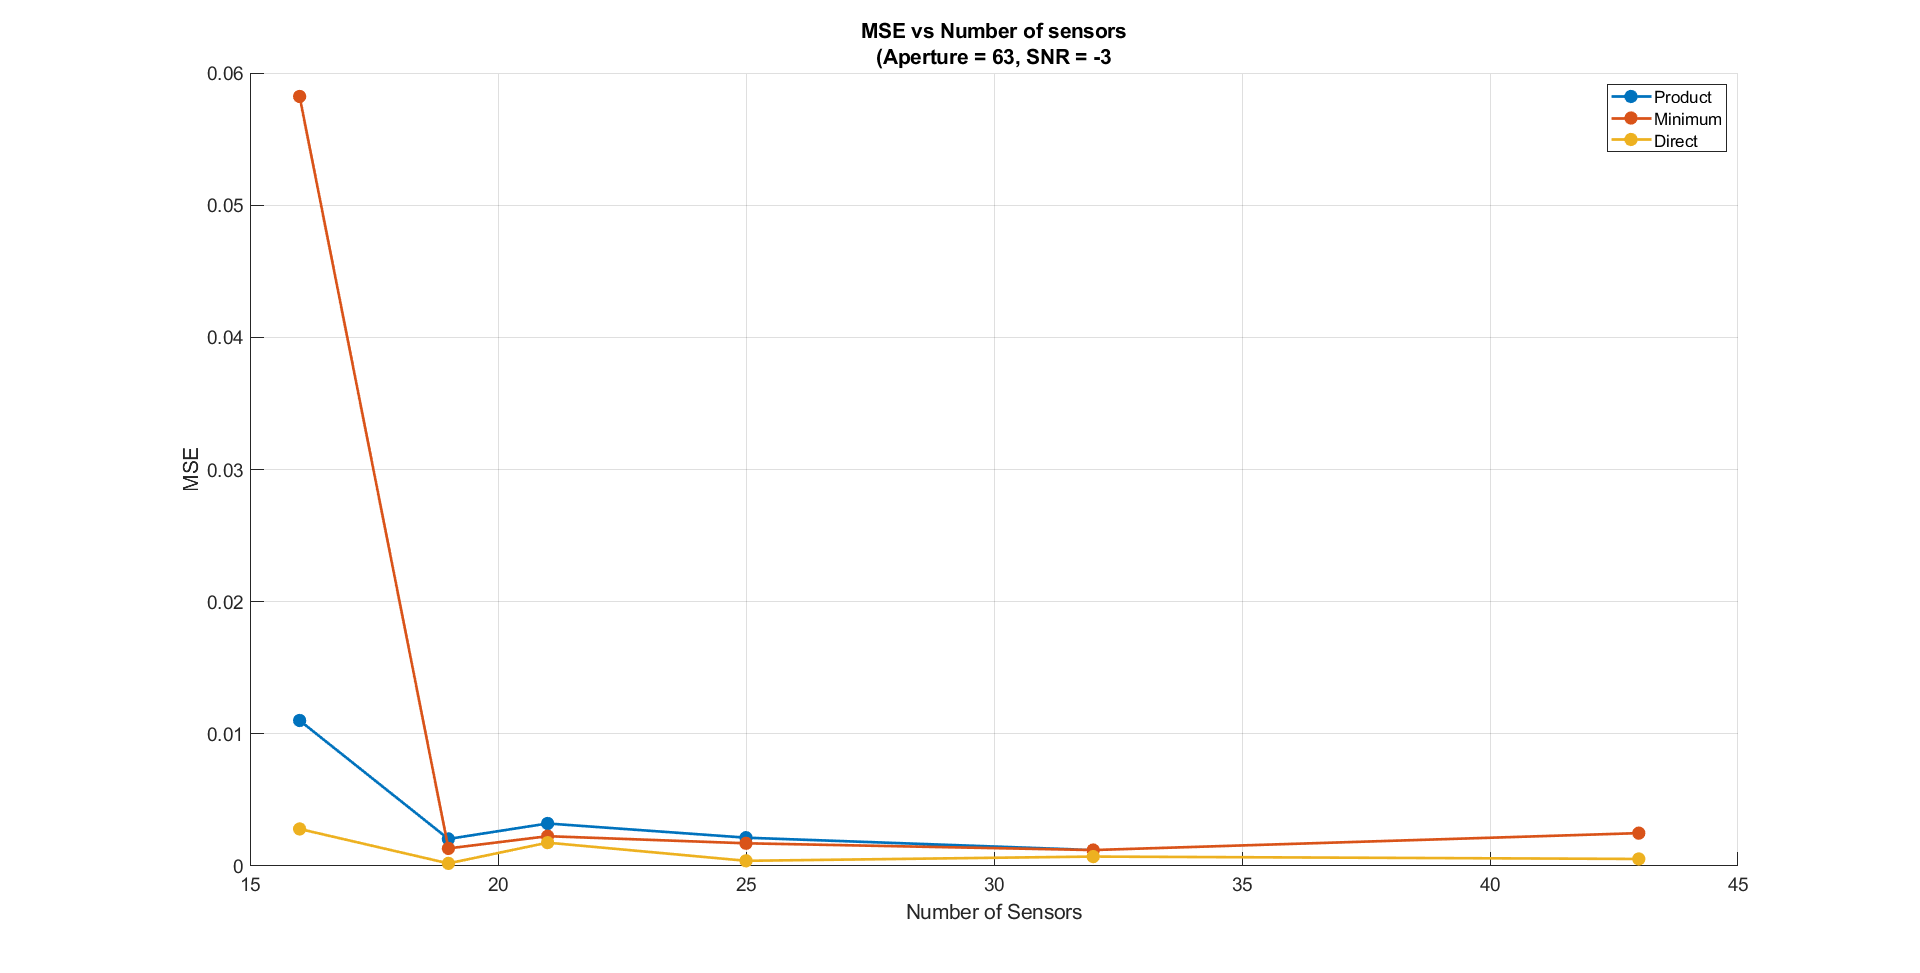 MSE vs Number of sensors
(Aperture = 63, SNR = -3
0.06
0.05
0.04
0.03
0.02
0.01
0
MSE
Product
Minimum
Direct
15 20 25 30 35 40 45
Number of Sensors